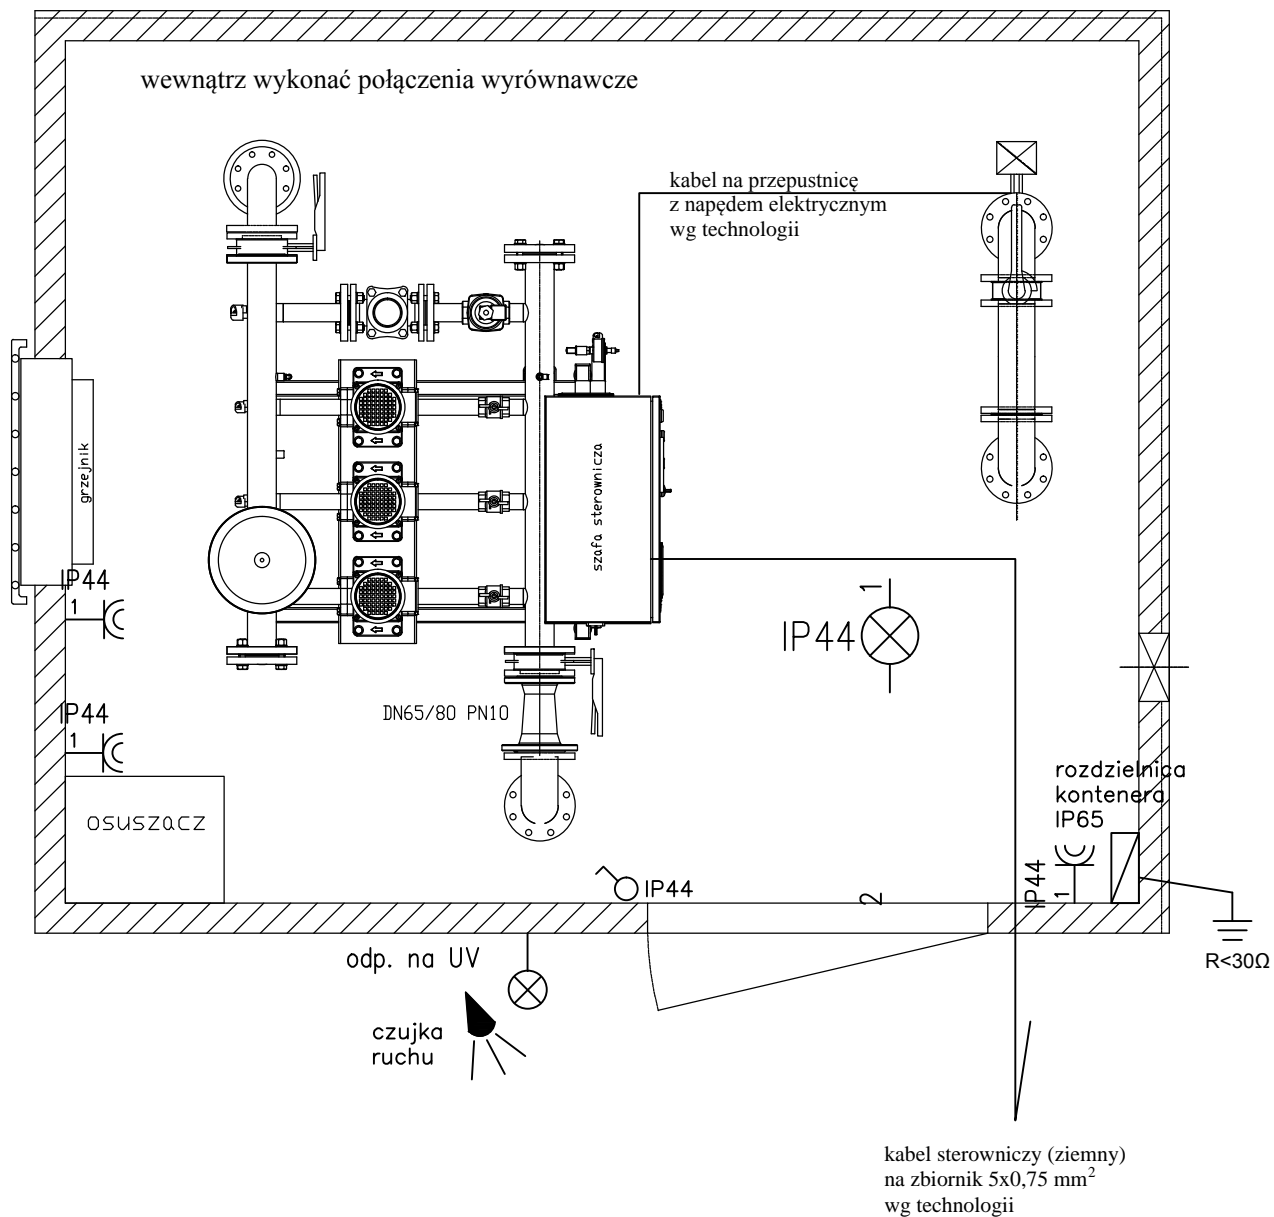 wewnątrz wykonać połączenia wyrównawcze
kabel na przepustnicę
z napędem elektrycznym
wg technologii
grzejnik
szafa sterownicza
IP44
1
1
IP44
IP44
1
DN65/80 PN10
osuszacz
rozdzielnica
kontenera
IP65
IP44
2
IP44
1
R<30Ω
odp. na UV
czujka
ruchu
kabel sterowniczy (ziemny)
na zbiornik 5x0,75 mm²
wg technologii